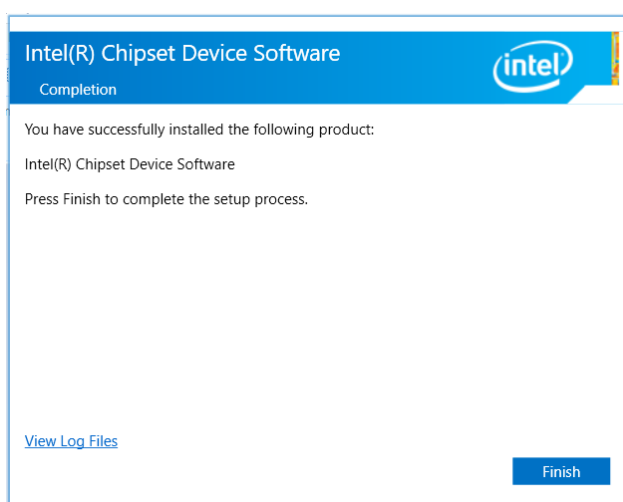 Intel(R) Chipset Device Software
intel
Completion
You have successfully installed the following product:
Intel(R) Chipset Device Software
Press Finish to complete the setup process.
View Log Files
Finish